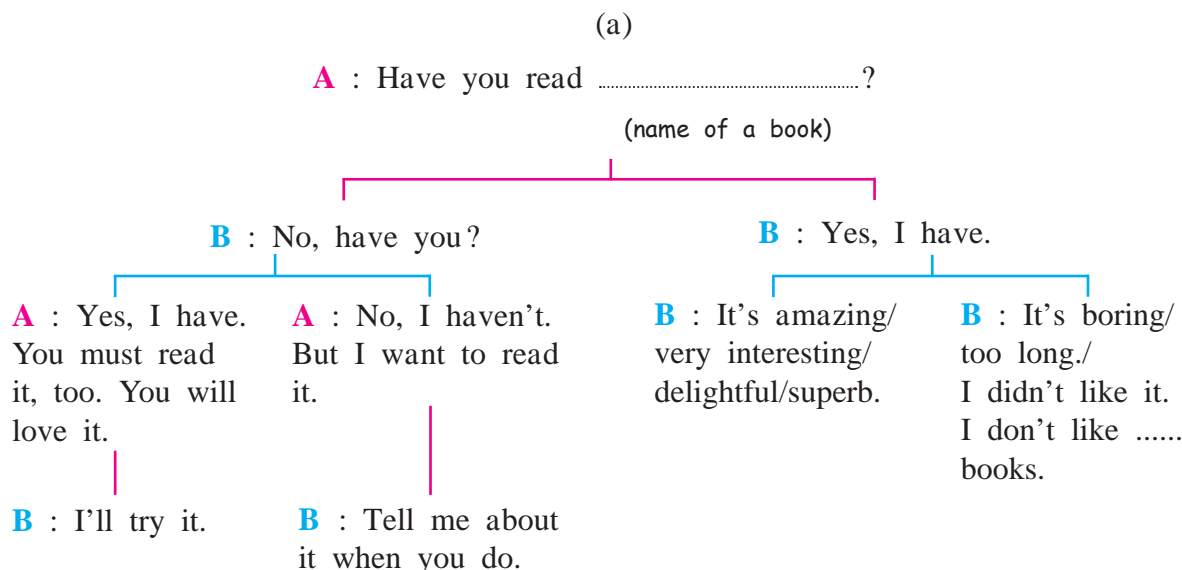 (a)
A : Have you read ..............................................?
(name of a book)
B : No, have you?
B : Yes, I have.
A : Yes, I have.
You must read
it, too. You will
love it.
A : No, I haven't.
But I want to read
it.
B : It's amazing/
very interesting/
delightful/superb.
B : It's boring/
too long./
I didn't like it.
I don't like ......
books.
B : I'll try it.
B : Tell me about
it when you do.